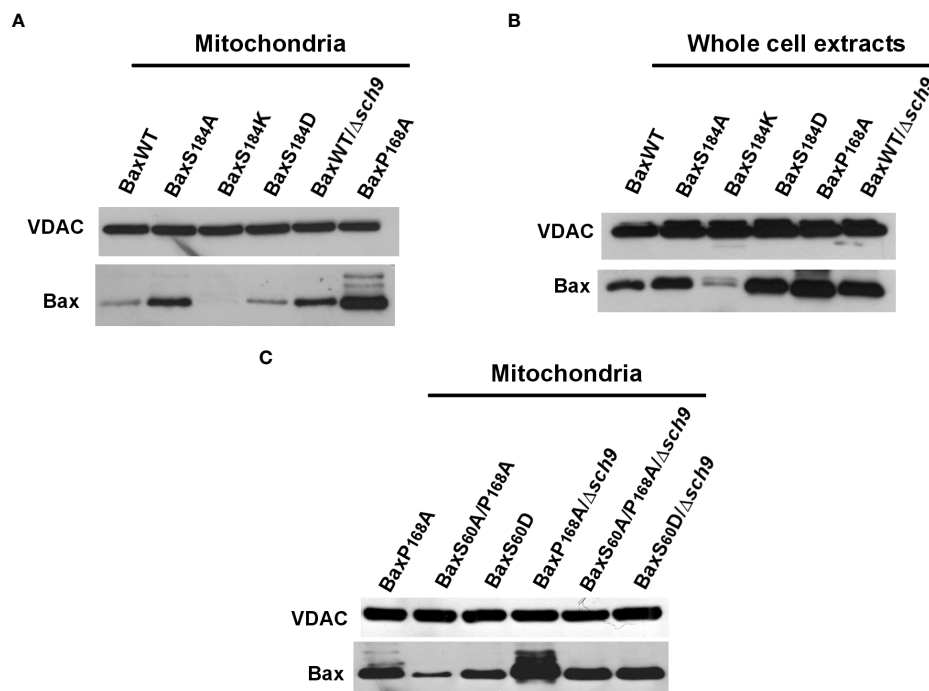 A
Mitochondria
BaxWT
BaxS184A
BaxS184K
BaxS184D
BaxWT/Δsch9
BaxP168A
VDAC
Bax
B
Whole cell extracts
BaxWT
BaxS184A
BaxS184K
BaxS184D
BaxP168A
BaxWT/Δsch9
VDAC
Bax
C
Mitochondria
BaxP168A
BaxS60A/P168A
BaxS60D
BaxP168A/Δsch9
BaxS60A/P168A/Δsch9
BaxS60D/Δsch9
VDAC
Bax